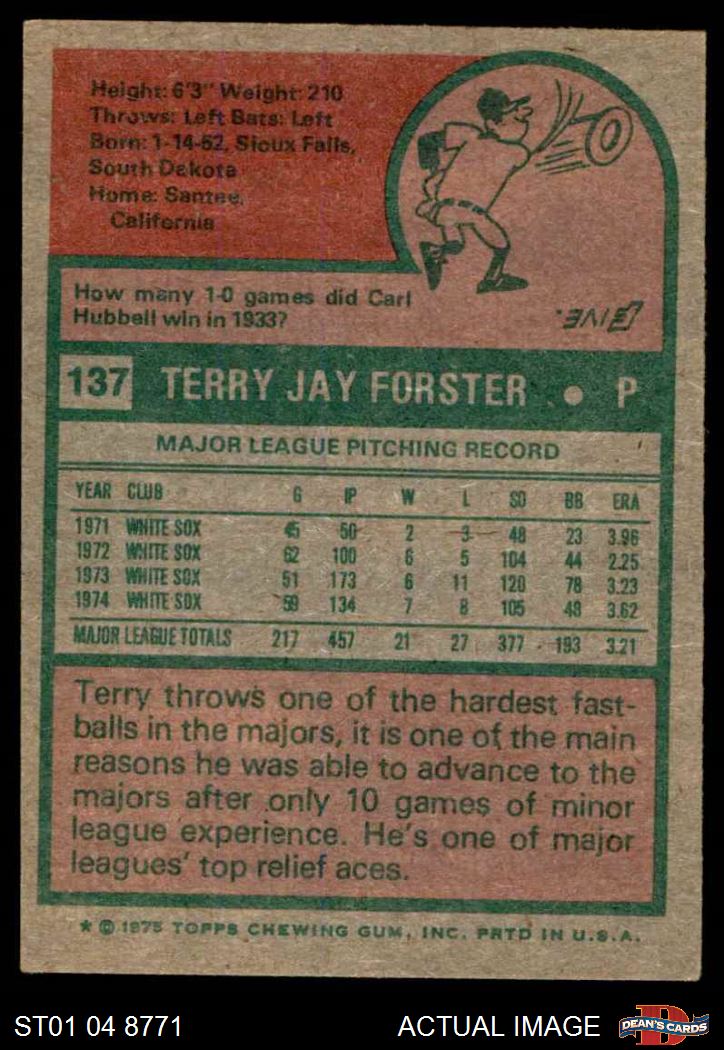 Height: 6'3" Weight: 210
Throws: Left Bats: Left
Born: 1-14-52, Sioux Falls,
South Dakota
Home: Santee,
California
How many 1-0 games did Carl
Hubbell win in 1933?
FIVE.
137 TERRY JAY FORSTER • P
MAJOR LEAGUE PITCHING RECORD
YEAR CLUB G IP W L SO BB ERA
1971 WHITE SOX 45 50 2 3 48 23 3.96
1972 WHITE SOX 62 100 6 5 104 44 2.25
1973 WHITE SOX 51 173 6 11 120 78 3.23
1974 WHITE SOX 59 134 7 8 105 48 3.62
MAJOR LEAGUE TOTALS 217 457 21 27 377 193 3.21
Terry throws one of the hardest fast-
balls in the majors, it is one of the main
reasons he was able to advance to the
majors after only 10 games of minor
league experience. He's one of major
leagues' top relief aces.
* © 1975 TOPPS CHEWING GUM, INC. PRTD IN U.S.A.
ST01 04 8771 ACTUAL IMAGE DEAN'S CARDS